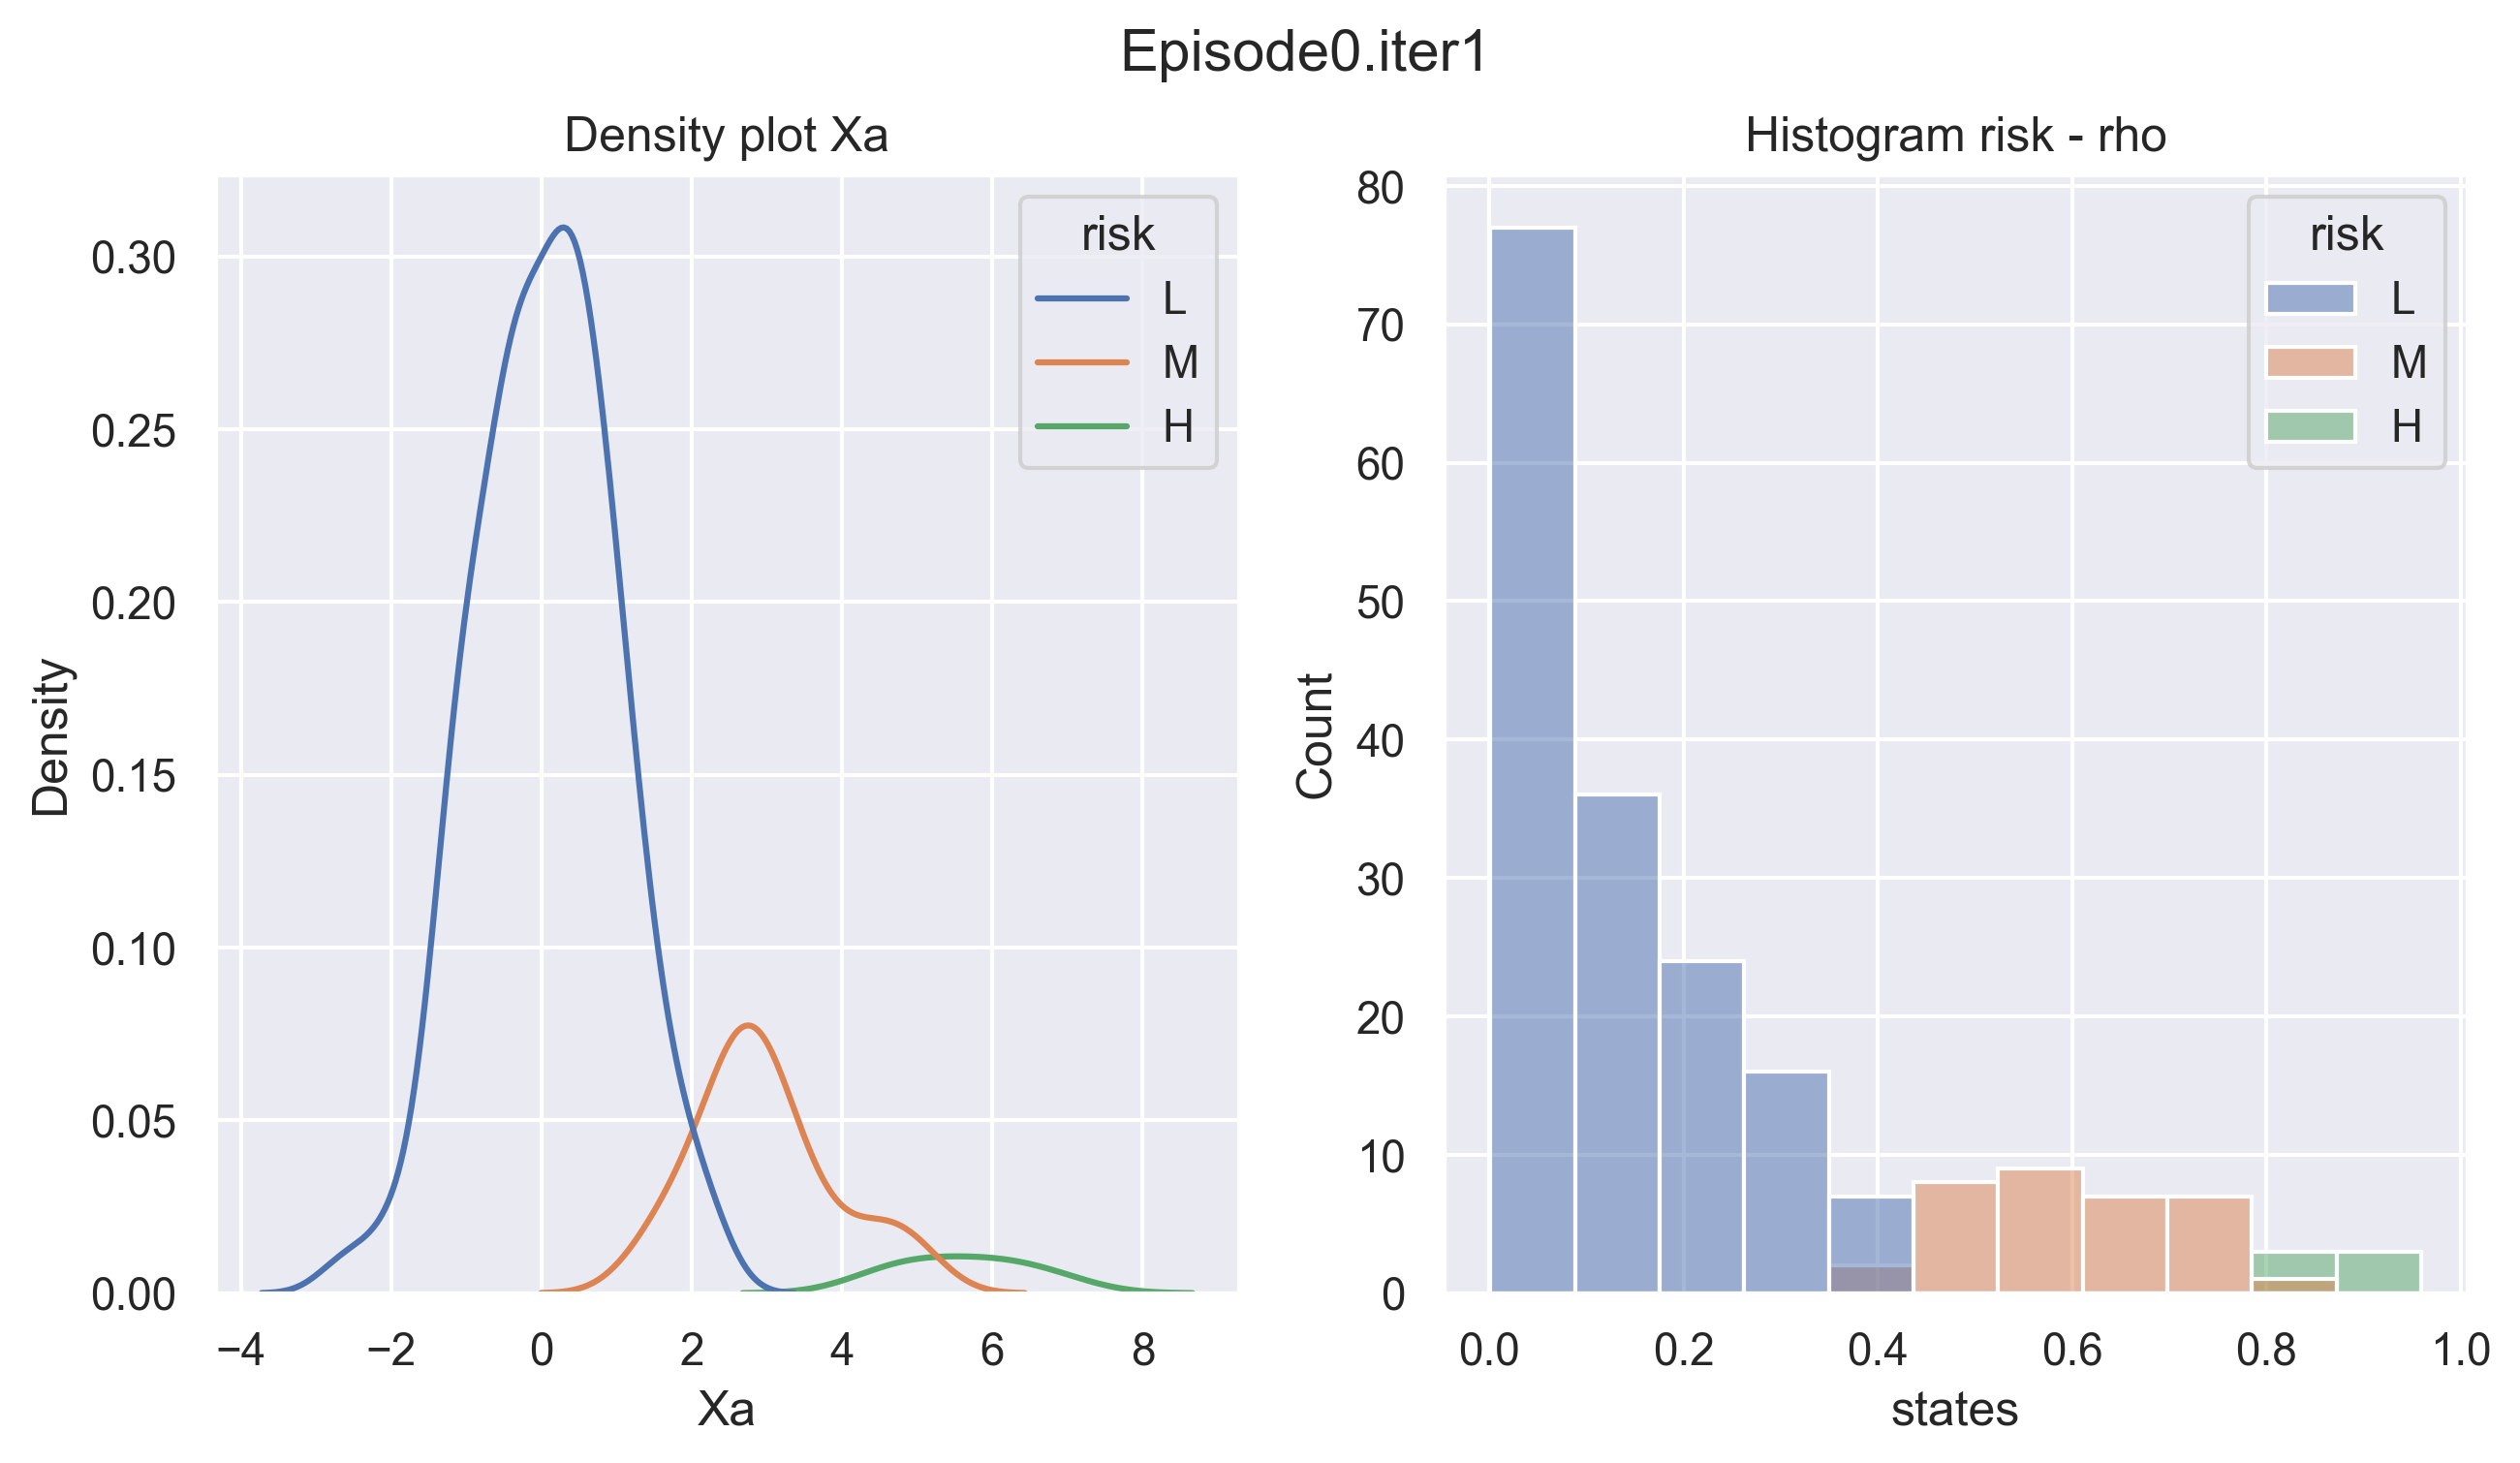 Episode0.iter1
Density plot Xa
Density
0.30
0.25
0.20
0.15
0.10
0.05
0.00
−4 −2 0 2 4 6 8
Xa
risk
L
M
H
Histogram risk - rho
Count
80
70
60
50
40
30
20
10
0
0.0 0.2 0.4 0.6 0.8 1.0
states
risk
L
M
H